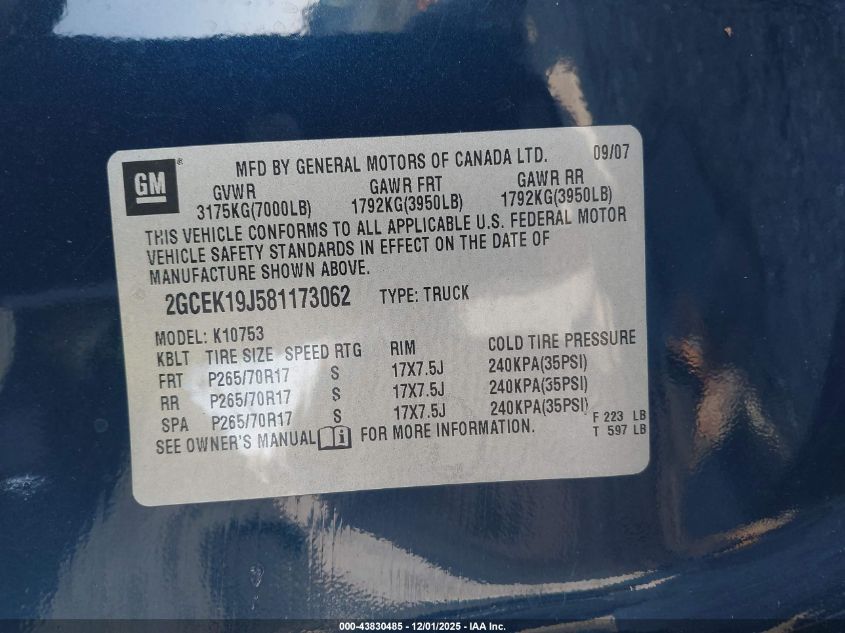 GM ® MFD BY GENERAL MOTORS OF CANADA LTD. 09/07
GVWR GAWR FRT GAWR RR
3175KG(7000LB) 1792KG(3950LB) 1792KG(3950LB)
THIS VEHICLE CONFORMS TO ALL APPLICABLE U.S. FEDERAL MOTOR
VEHICLE SAFETY STANDARDS IN EFFECT ON THE DATE OF
MANUFACTURE SHOWN ABOVE.
2GCEK19J581173062 TYPE: TRUCK
MODEL: K10753
KBLT TIRE SIZE SPEED RTG RIM COLD TIRE PRESSURE
FRT P265/70R17 S 17X7.5J 240KPA(35PSI)
RR P265/70R17 S 17X7.5J 240KPA(35PSI)
SPA P265/70R17 S 17X7.5J 240KPA(35PSI)
F 223 LB
SEE OWNER'S MANUAL i FOR MORE INFORMATION. T 597 LB
000-43830485 - 12/01/2025 - IAA Inc.